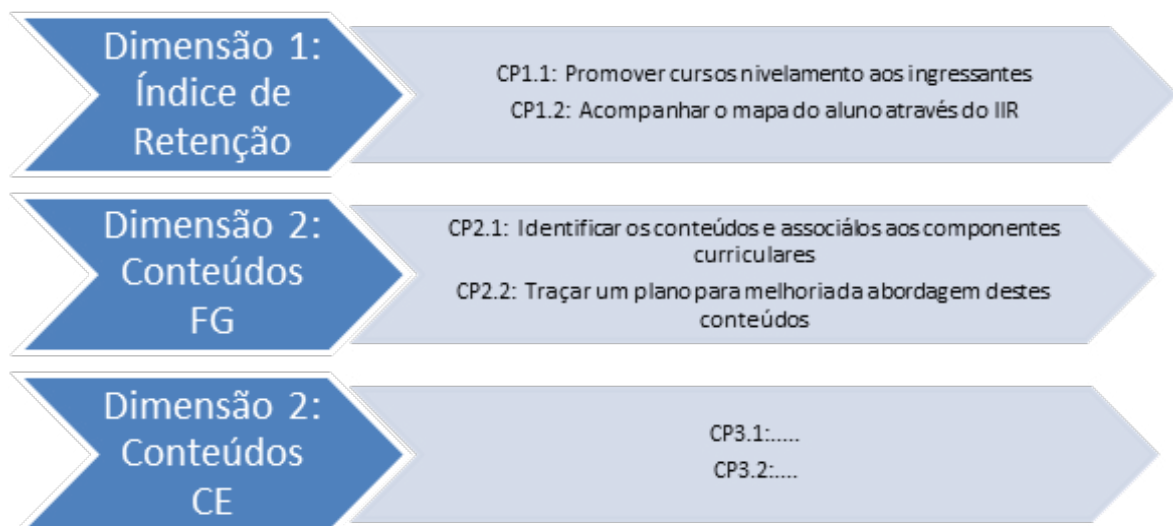 Dimensão 1:
Índice de
Retenção
CP1.1: Promover cursos nivelamento aos ingressantes
CP1.2: Acompanhar o mapa do aluno através do IIR
Dimensão 2:
Conteúdos
FG
CP2.1: Identificar os conteúdos e associálos aos componentes
curriculares
CP2.2: Traçar um plano para melhoria da abordagem destes
conteúdos
Dimensão 2:
Conteúdos
CE
CP3.1:.....
CP3.2:....